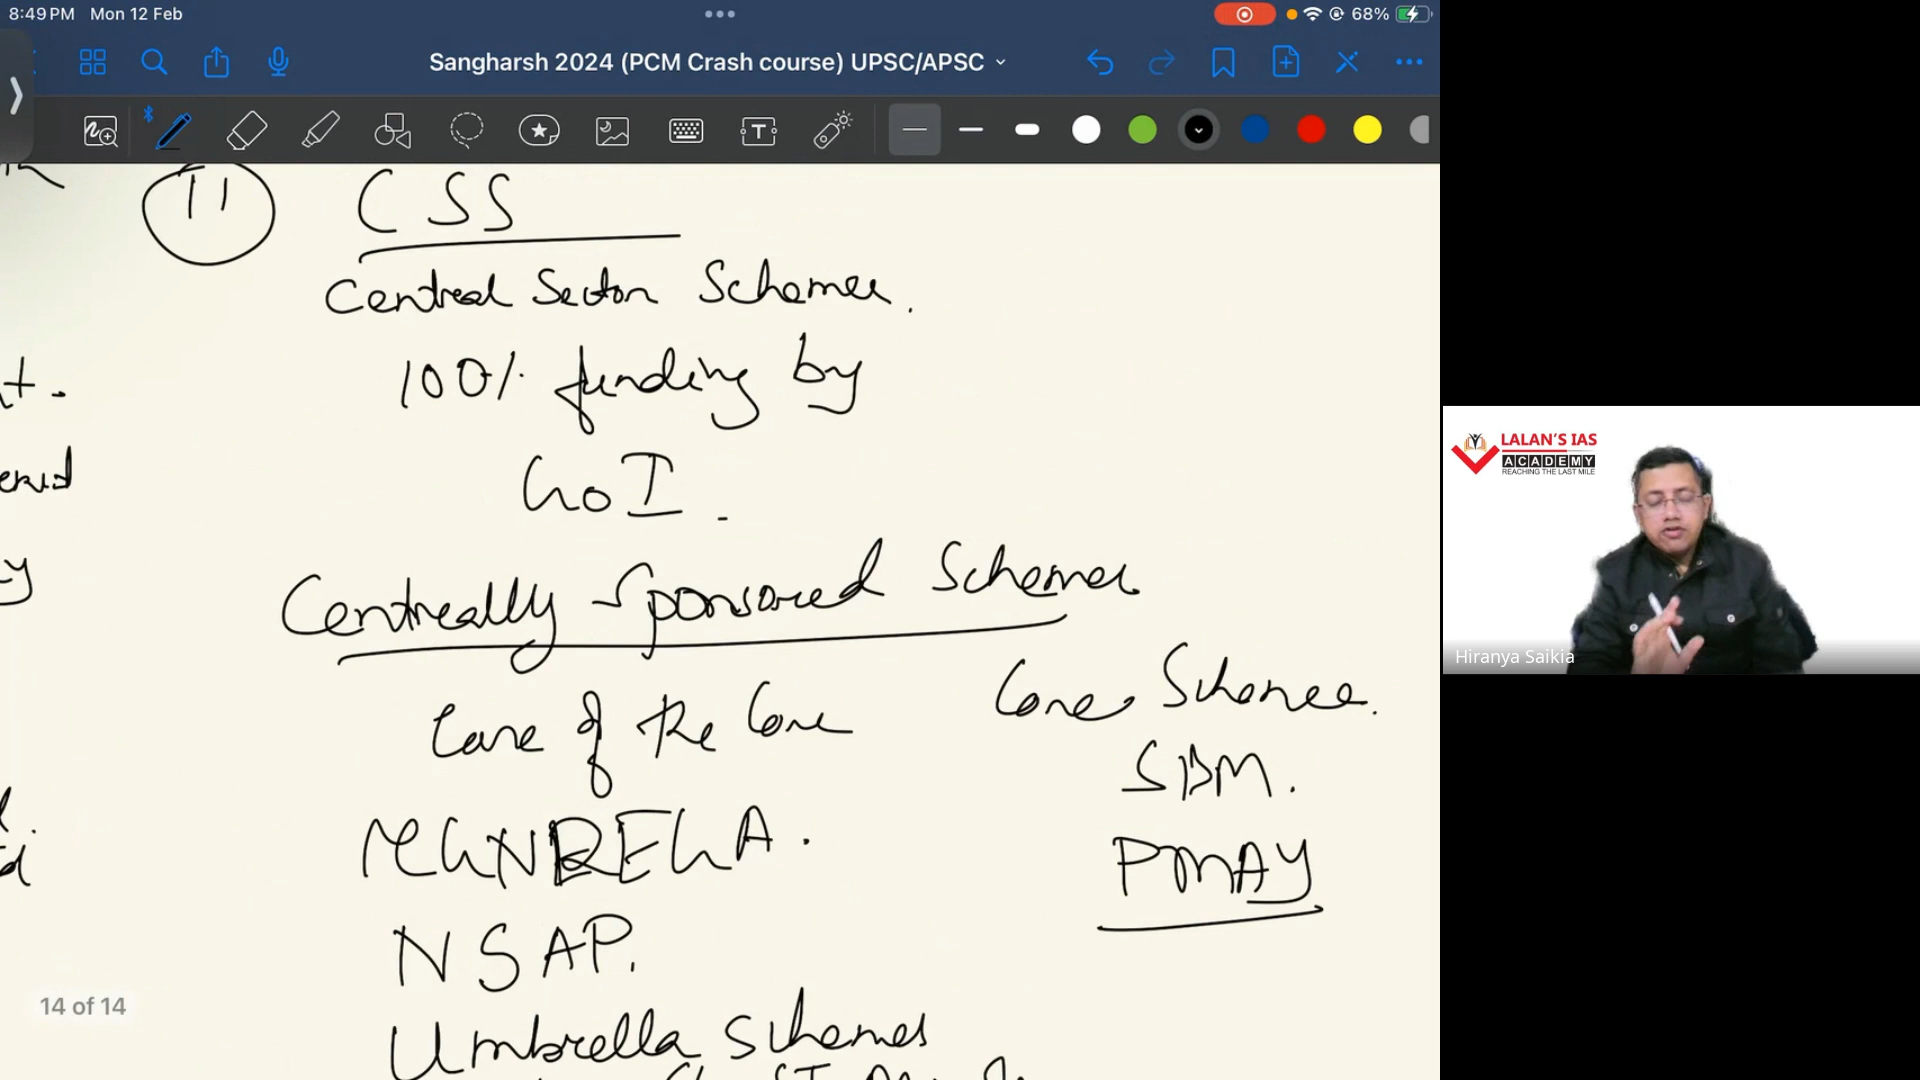 8:49 PM Mon 12 Feb
68%
Sangharsh 2024 (PCM Crash course) UPSC/APSC
T
11 CSS
Central Sector Schemes.
100% funding by
GoI.
Centrally Sponsored Schemes
Core of the Core
MGNREGA.
NSAP.
Umbrella Schemes
Core Schemes.
SBM.
PMAY
14 of 14
LALAN'S IAS
ACADEMY
REACHING THE LAST MILE
Hiranya Saikia